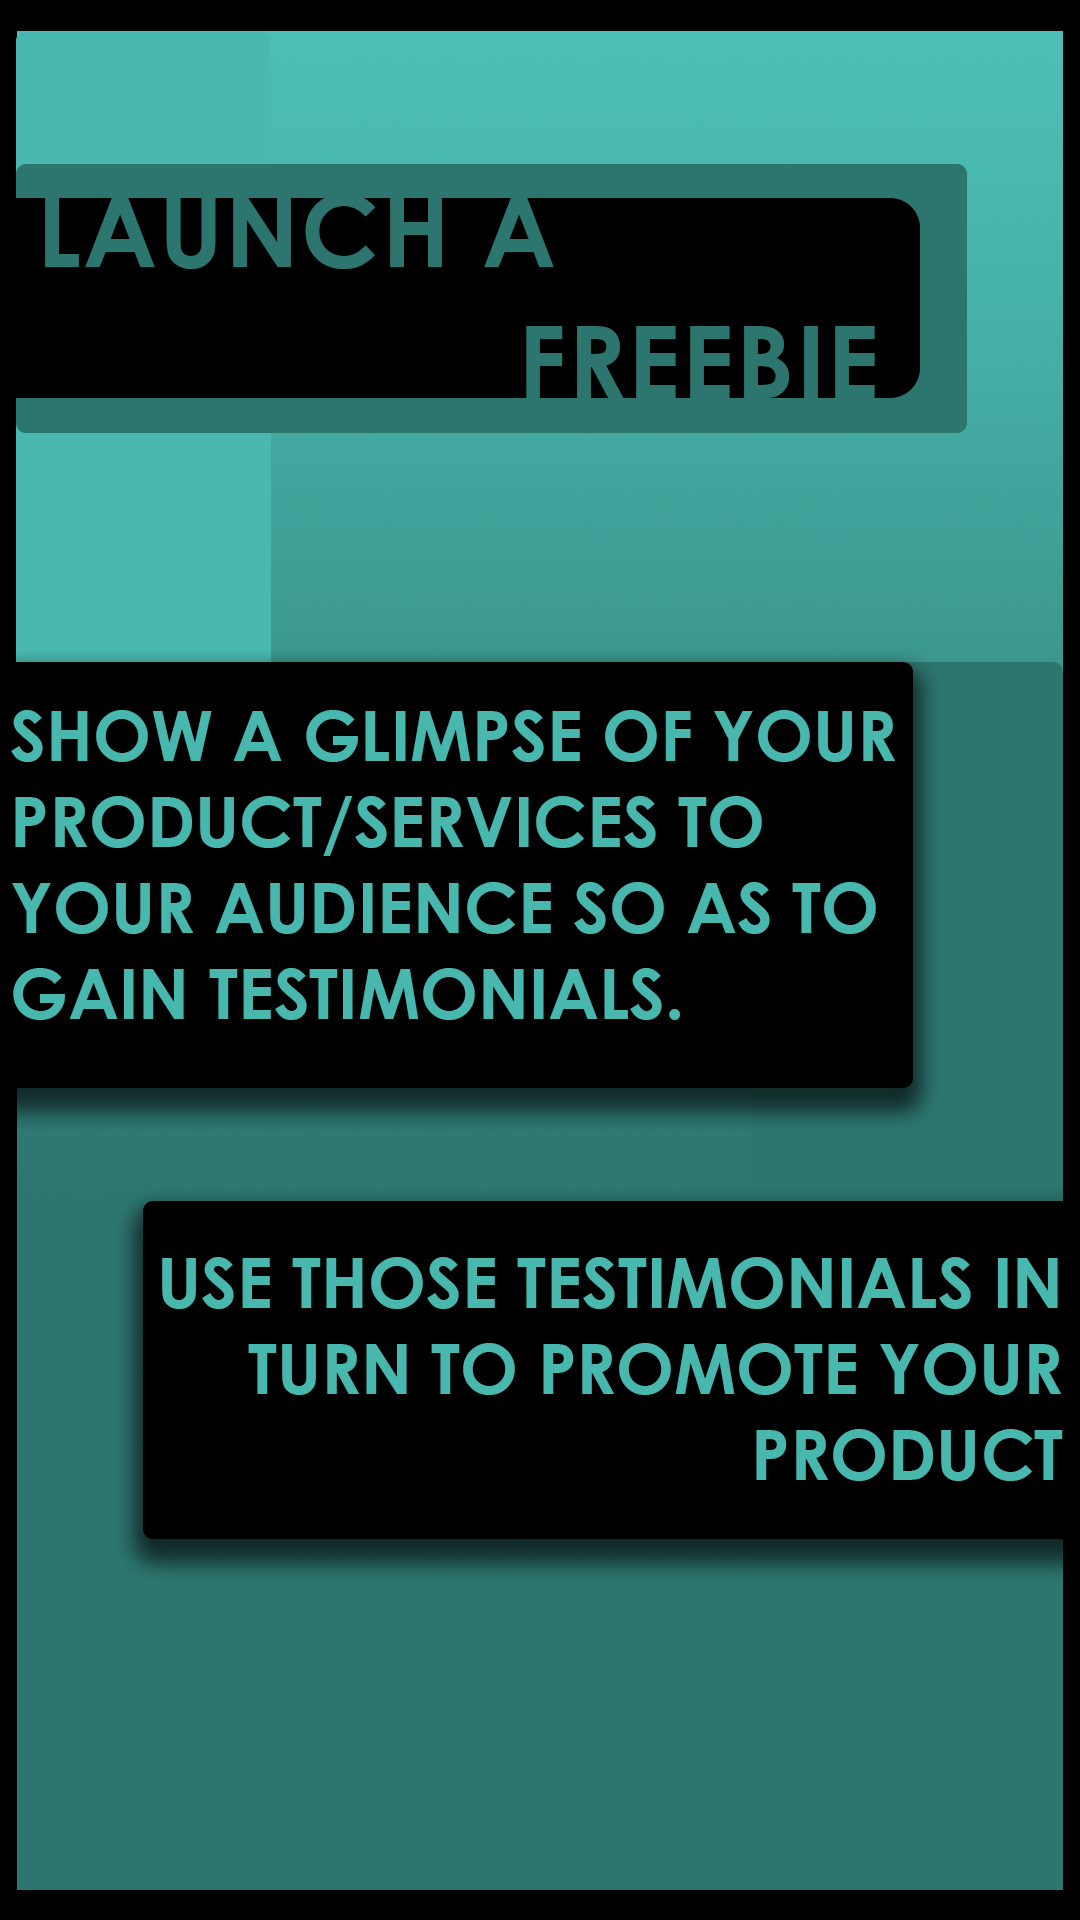 LAUNCH A
FREEBIE
SHOW A GLIMPSE OF YOUR
PRODUCT/SERVICES TO
YOUR AUDIENCE SO AS TO
GAIN TESTIMONIALS.
USE THOSE TESTIMONIALS IN
TURN TO PROMOTE YOUR
PRODUCT